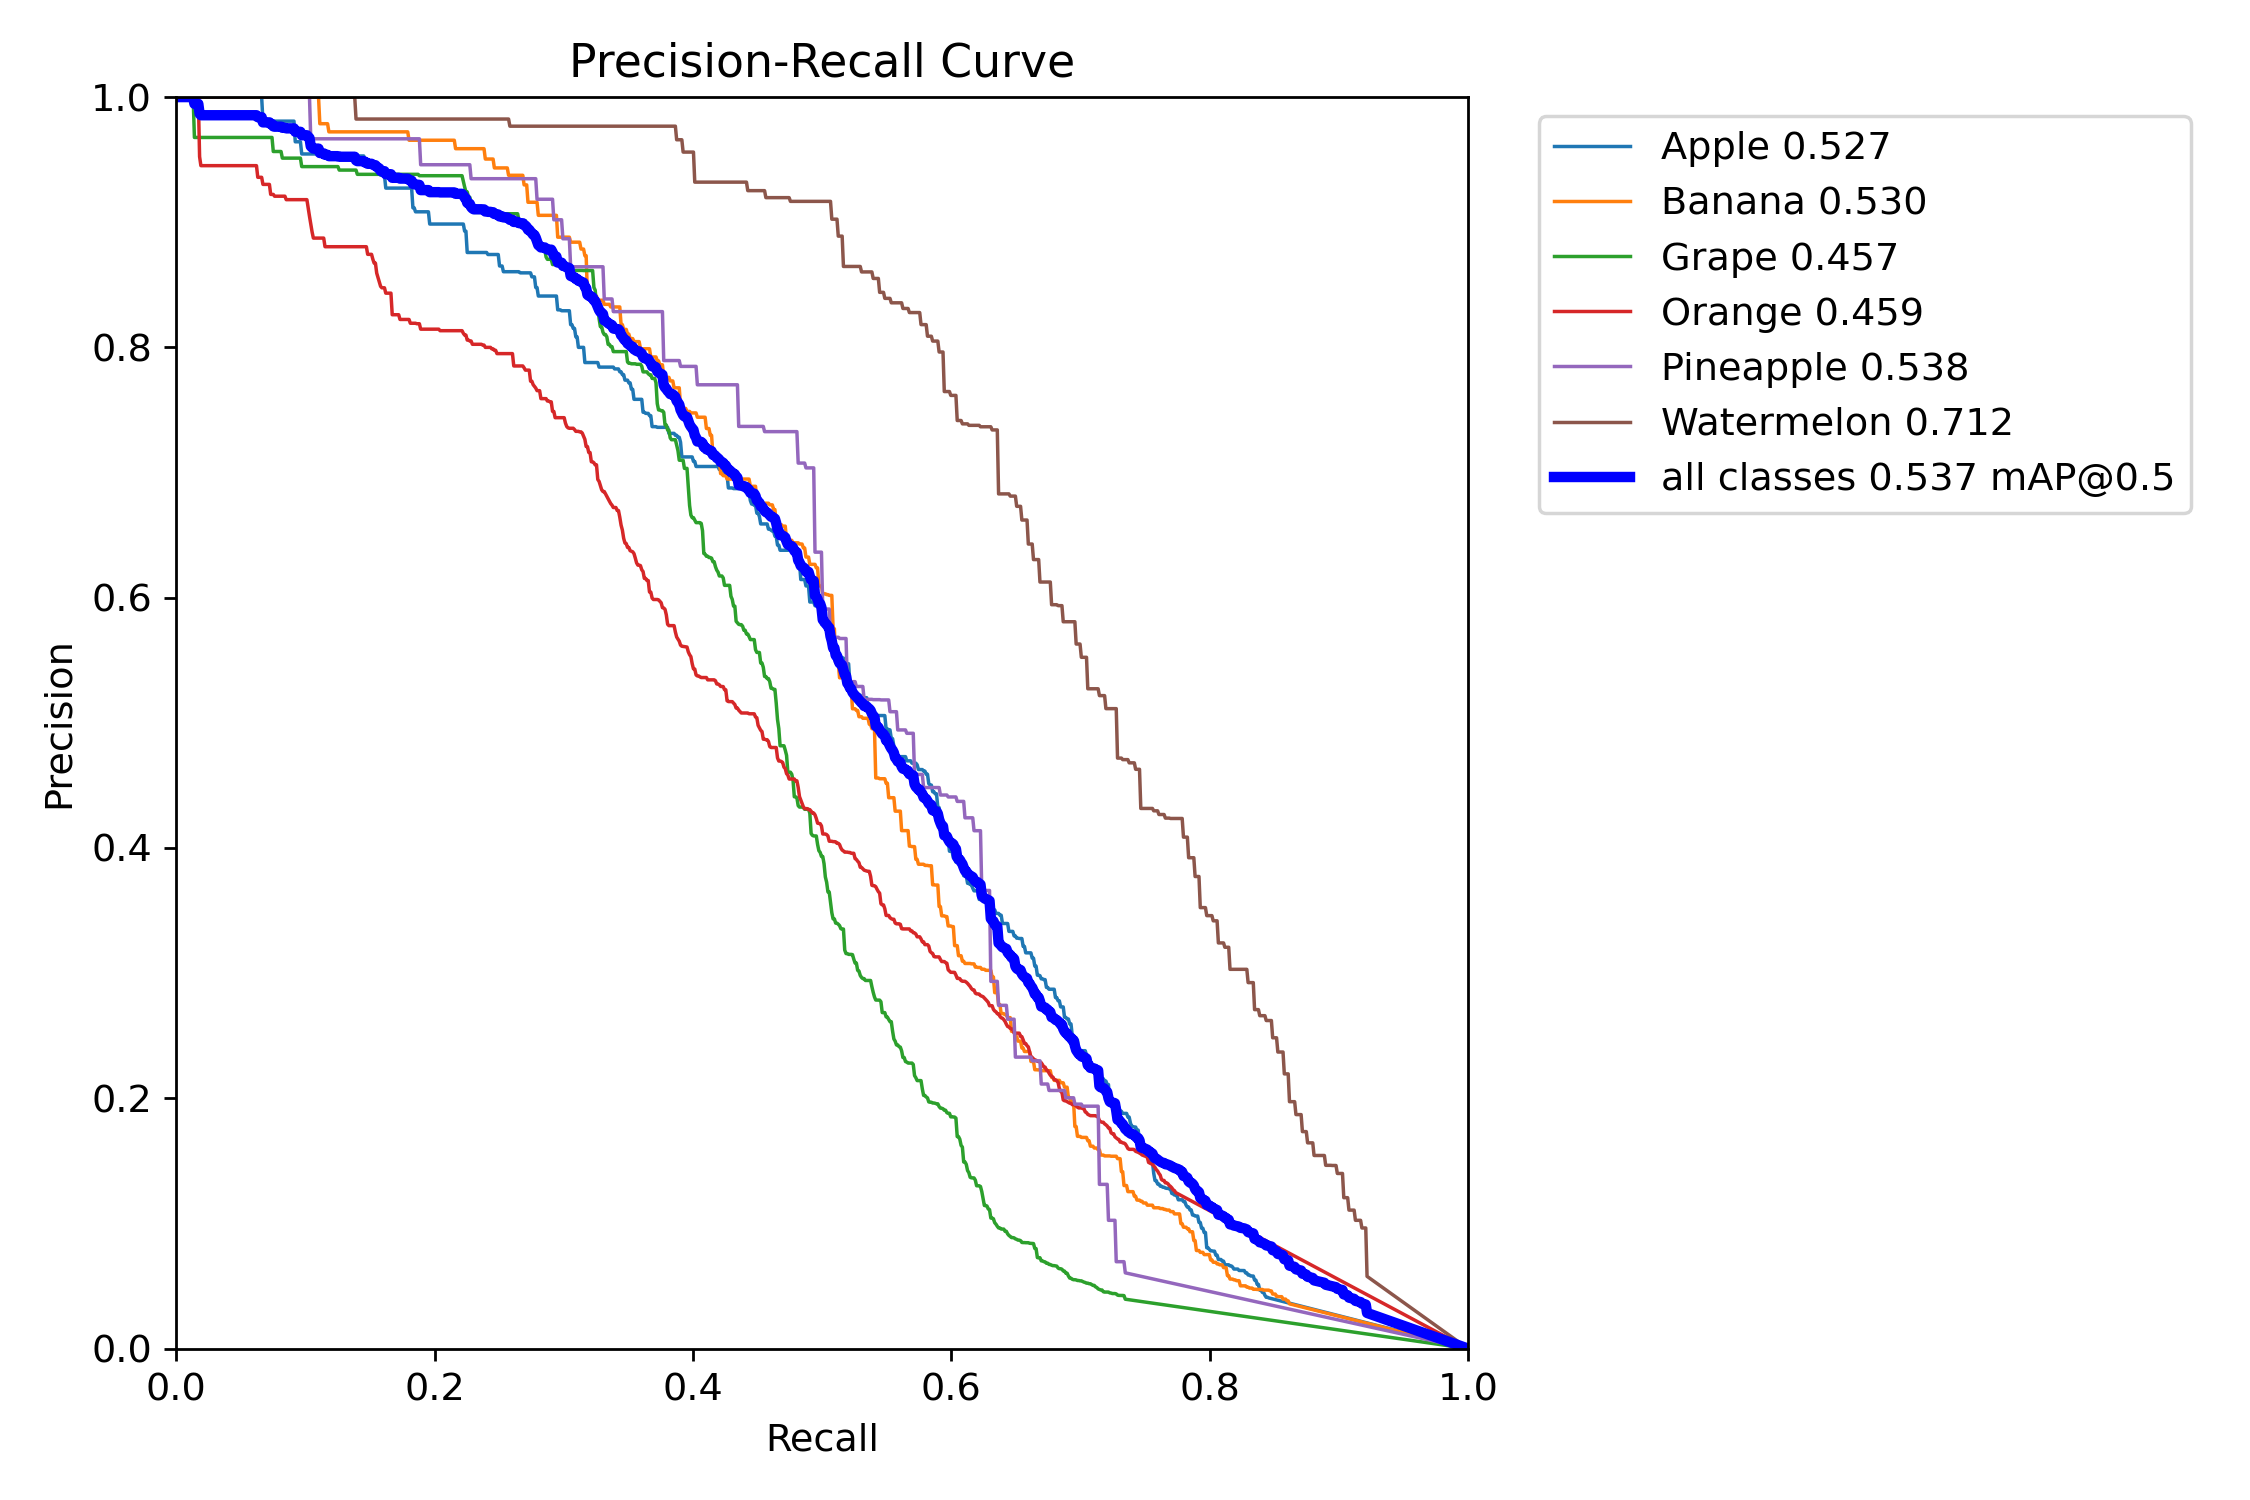 Precision-Recall Curve
1.0
0.8
0.6
0.4
0.2
0.0
Precision
0.0 0.2 0.4 0.6 0.8 1.0
Recall
Apple 0.527
Banana 0.530
Grape 0.457
Orange 0.459
Pineapple 0.538
Watermelon 0.712
all classes 0.537 mAP@0.5